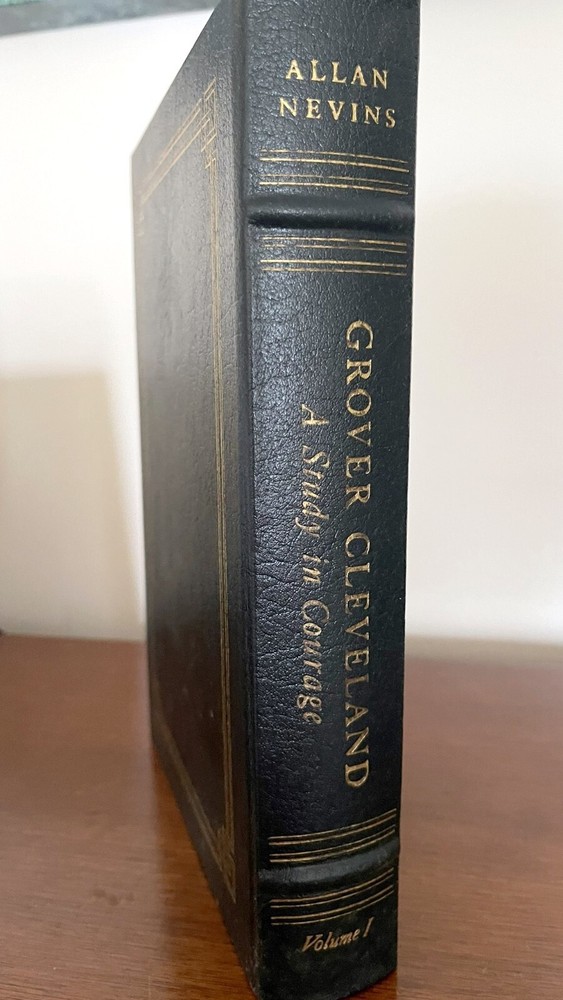 ALLAN
NEVINS
GROVER CLEVELAND
A Study in Courage
Volume I